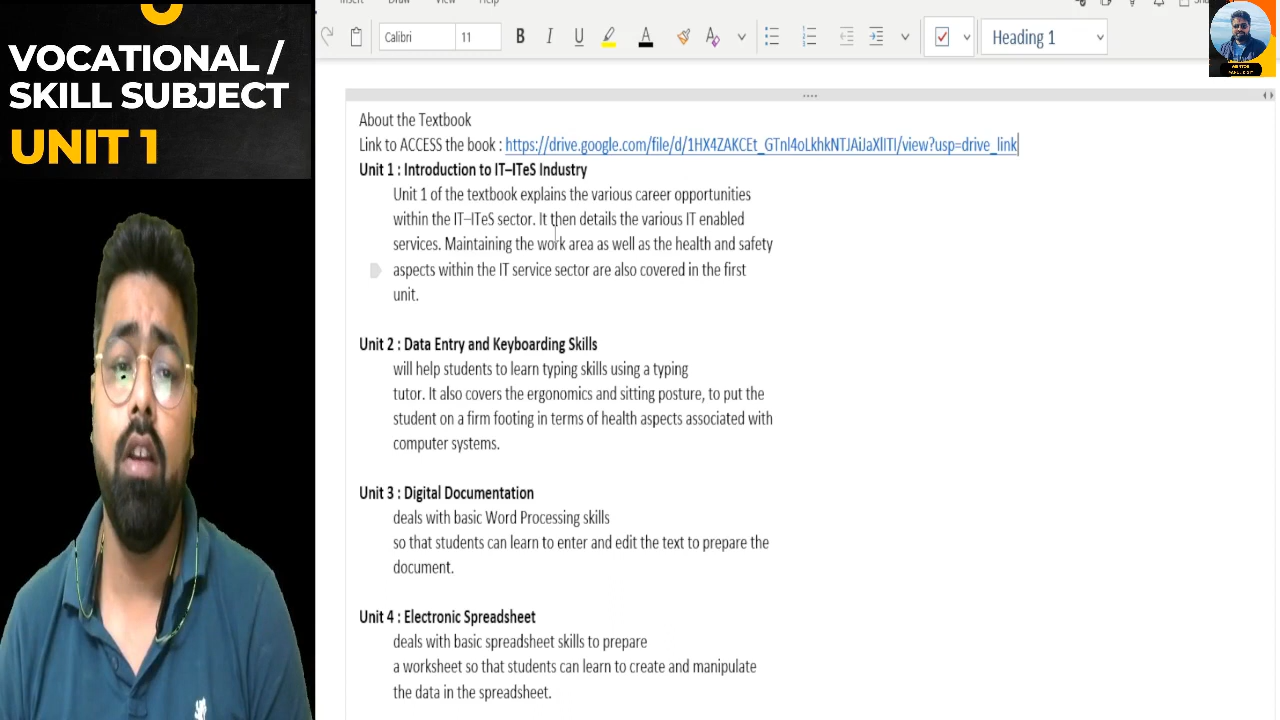 VOCATIONAL /
SKILL SUBJECT
UNIT 1
Insert Draw View Help
Calibri 11 B I U A A Heading 1
About the Textbook
Link to ACCESS the book : https://drive.google.com/file/d/1HX4ZAKCEt_GTnl4oLkhkNTJAiJaXlITI/view?usp=drive_link
Unit 1 : Introduction to IT–ITeS Industry
Unit 1 of the textbook explains the various career opportunities
within the IT–ITeS sector. It then details the various IT enabled
services. Maintaining the work area as well as the health and safety
aspects within the IT service sector are also covered in the first
unit.
Unit 2 : Data Entry and Keyboarding Skills
will help students to learn typing skills using a typing
tutor. It also covers the ergonomics and sitting posture, to put the
student on a firm footing in terms of health aspects associated with
computer systems.
Unit 3 : Digital Documentation
deals with basic Word Processing skills
so that students can learn to enter and edit the text to prepare the
document.
Unit 4 : Electronic Spreadsheet
deals with basic spreadsheet skills to prepare
a worksheet so that students can learn to create and manipulate
the data in the spreadsheet.